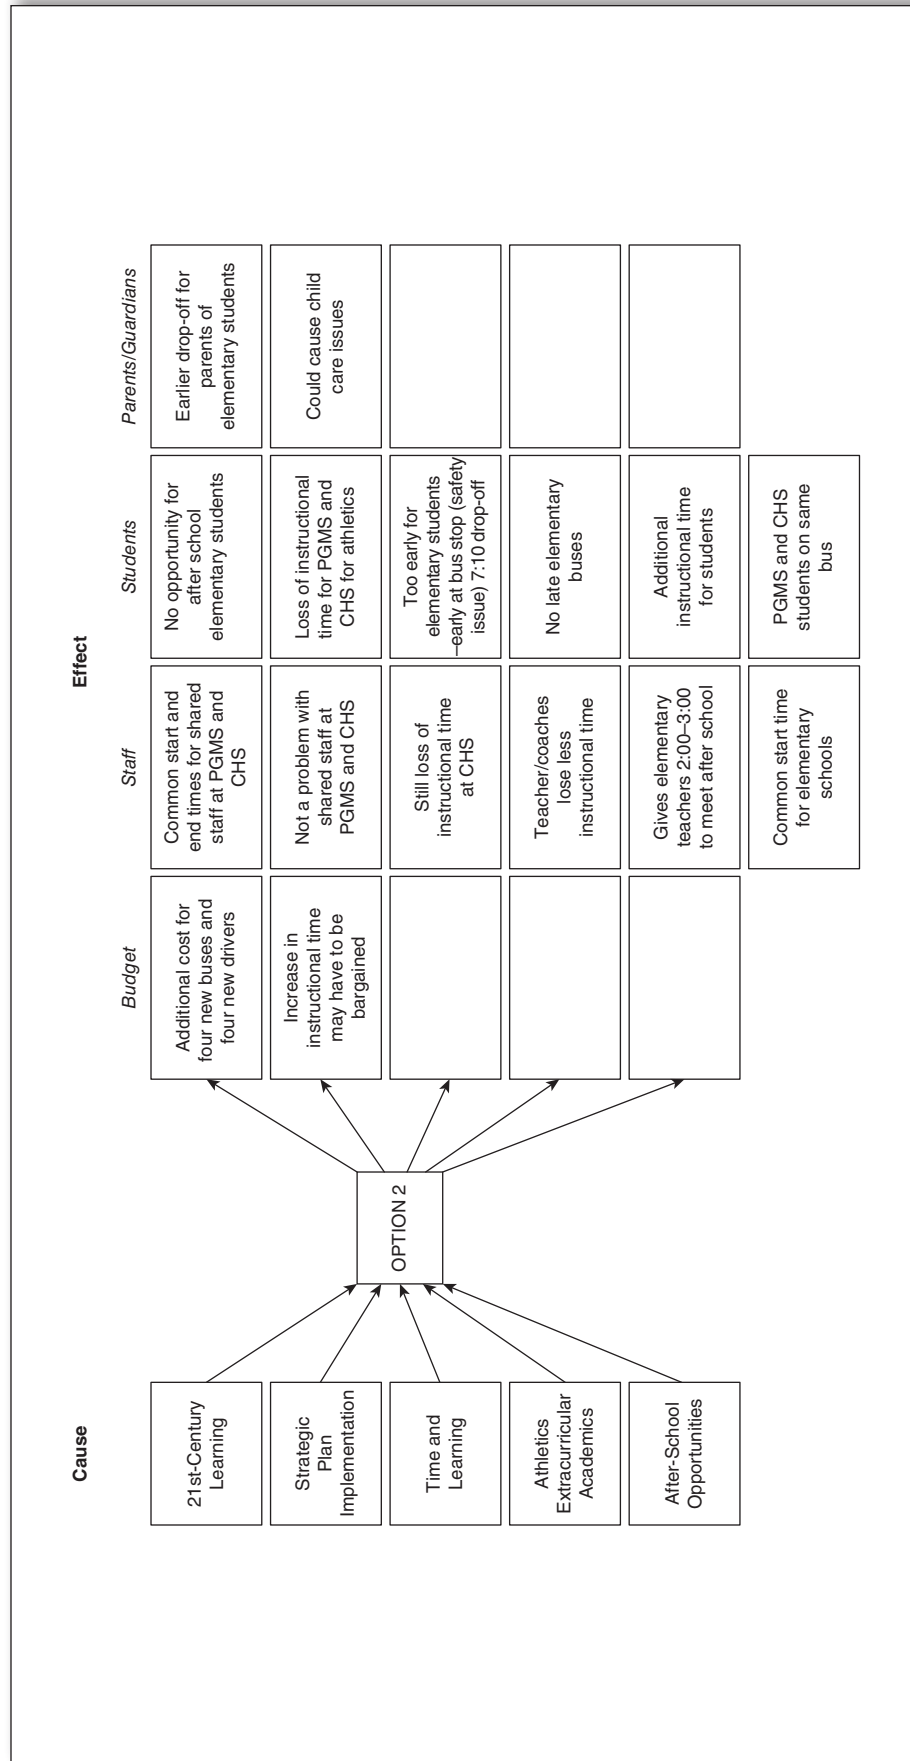 Cause
Effect
21st-Century
Learning
Strategic
Plan
Implementation
Time and
Learning
Athletics
Extracurricular
Academics
After-School
Opportunities
OPTION 2
Budget
Additional cost for
four new buses and
four new drivers
Increase in
instructional time
may have to be
bargained
Staff
Common start and
end times for shared
staff at PGMS and
CHS
Not a problem with
shared staff at
PGMS and CHS
Still loss of
instructional time
at CHS
Teacher/coaches
lose less
instructional time
Gives elementary
teachers 2:00–3:00
to meet after school
Common start time
for elementary
schools
Students
No opportunity for
after school
elementary students
Loss of instructional
time for PGMS and
CHS for athletics
Too early for
elementary students
–early at bus stop (safety
issue) 7:10 drop-off
No late elementary
buses
Additional
instructional time
for students
PGMS and CHS
students on same
bus
Parents/Guardians
Earlier drop-off for
parents of
elementary students
Could cause child
care issues